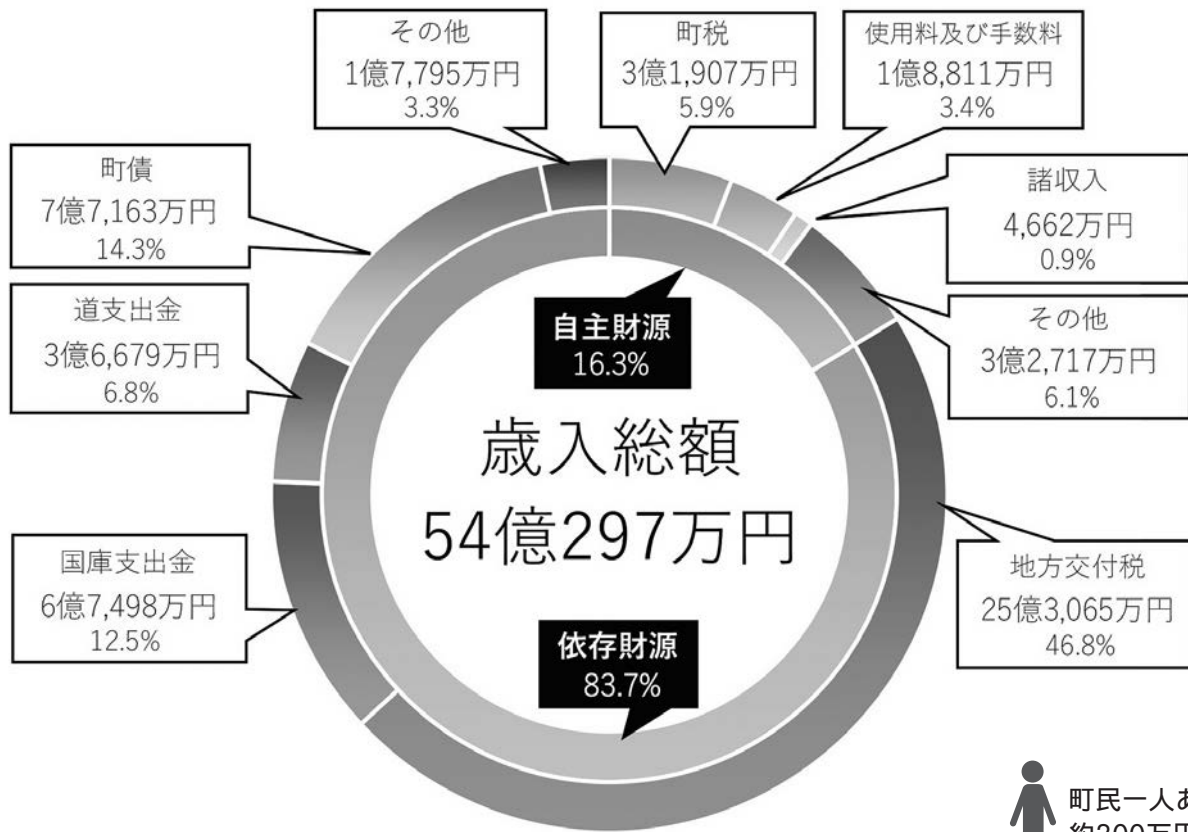 その他
1億7,795万円
3.3%
町税
3億1,907万円
5.9%
使用料及び手数料
1億8,811万円
3.4%
町債
7億7,163万円
14.3%
諸収入
4,662万円
0.9%
道支出金
3億6,679万円
6.8%
その他
3億2,717万円
6.1%
自主財源
16.3%
歳入総額
54億297万円
国庫支出金
6億7,498万円
12.5%
地方交付税
25億3,065万円
46.8%
依存財源
83.7%
町民一人あ